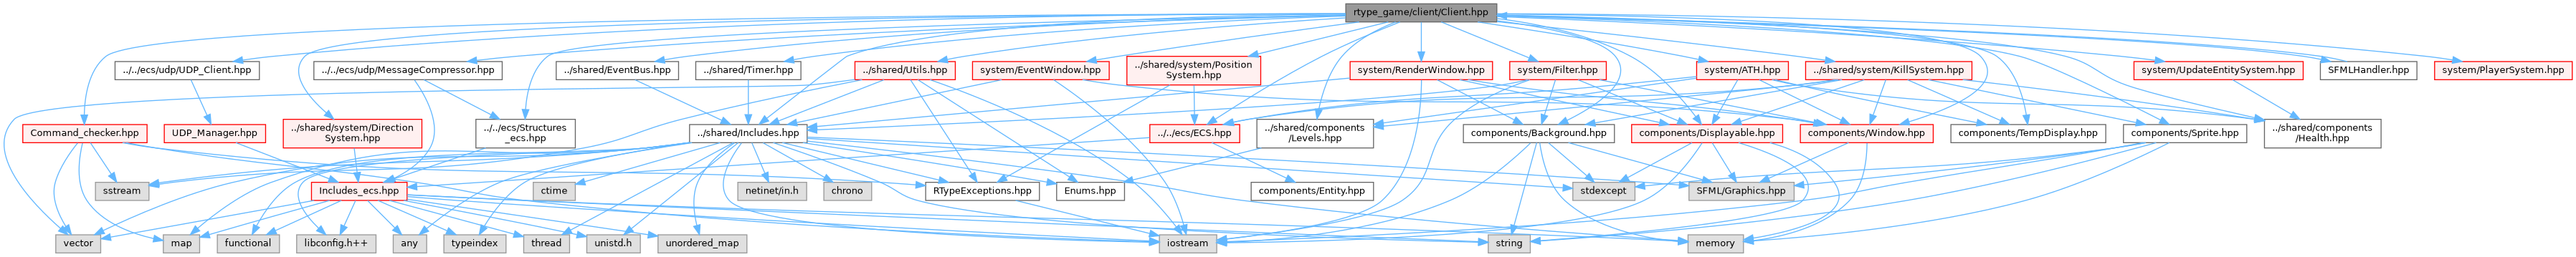 rtype_game/client/Client.hpp
../../ecs/udp/UDP_Client.hpp
../../ecs/udp/MessageCompressor.hpp
../shared/EventBus.hpp
../shared/Timer.hpp
../shared/Utils.hpp
system/EventWindow.hpp
../shared/system/Position
System.hpp
system/RenderWindow.hpp
system/Filter.hpp
system/ATH.hpp
../shared/system/KillSystem.hpp
system/UpdateEntitySystem.hpp
SFMLHandler.hpp
system/PlayerSystem.hpp
Command_checker.hpp
UDP_Manager.hpp
../shared/system/Direction
System.hpp
../../ecs/Structures
_ecs.hpp
../shared/Includes.hpp
../../ecs/ECS.hpp
../shared/components
/Levels.hpp
components/Background.hpp
components/Displayable.hpp
components/Window.hpp
components/TempDisplay.hpp
components/Sprite.hpp
../shared/components
/Health.hpp
sstream
Includes_ecs.hpp
ctime
netinet/in.h
chrono
RTypeExceptions.hpp
Enums.hpp
components/Entity.hpp
stdexcept
SFML/Graphics.hpp
vector
map
functional
libconfig.h++
any
typeindex
thread
unistd.h
unordered_map
iostream
string
memory